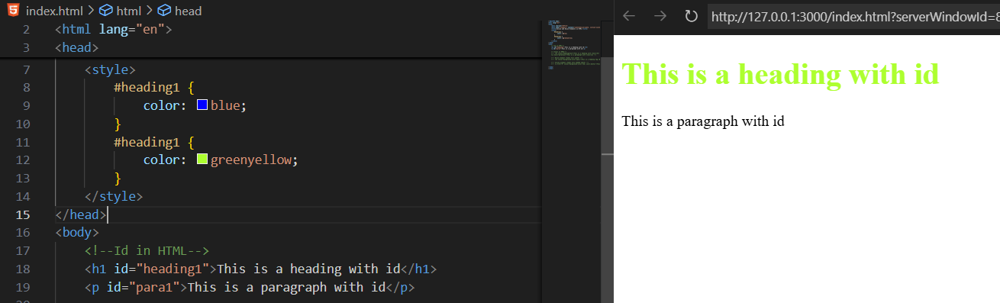 index.html > html > head
2 <html lang="en">
3 <head>
7 <style>
8 #heading1 {
9 color: blue;
10 }
11 #heading1 {
12 color: greenyellow;
13 }
14 </style>
15 </head>
16 <body>
17 <!--Id in HTML-->
18 <h1 id="heading1">This is a heading with id</h1>
19 <p id="para1">This is a paragraph with id</p>
http://127.0.0.1:3000/index.html?serverWindowId=8
This is a heading with id
This is a paragraph with id